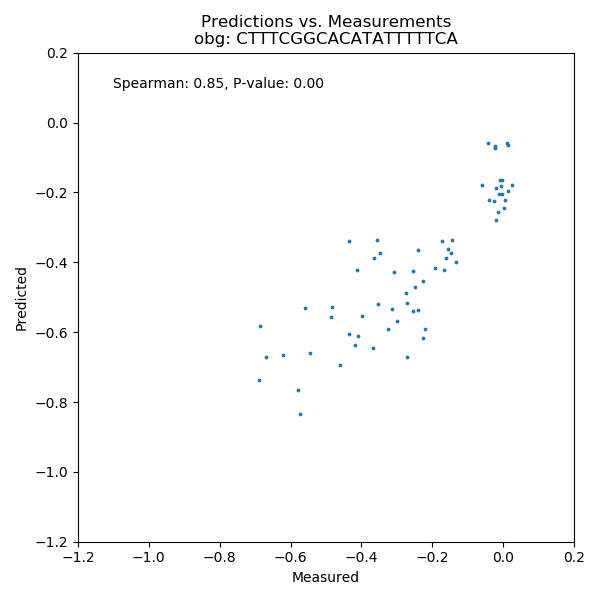 Predictions vs. Measurements
obg: CTTTCGGCACATATTTTTCA
Spearman: 0.85, P-value: 0.00
0.2
0.0
−0.2
−0.4
−0.6
−0.8
−1.0
−1.2
Predicted
−1.2 −1.0 −0.8 −0.6 −0.4 −0.2 0.0 0.2
Measured